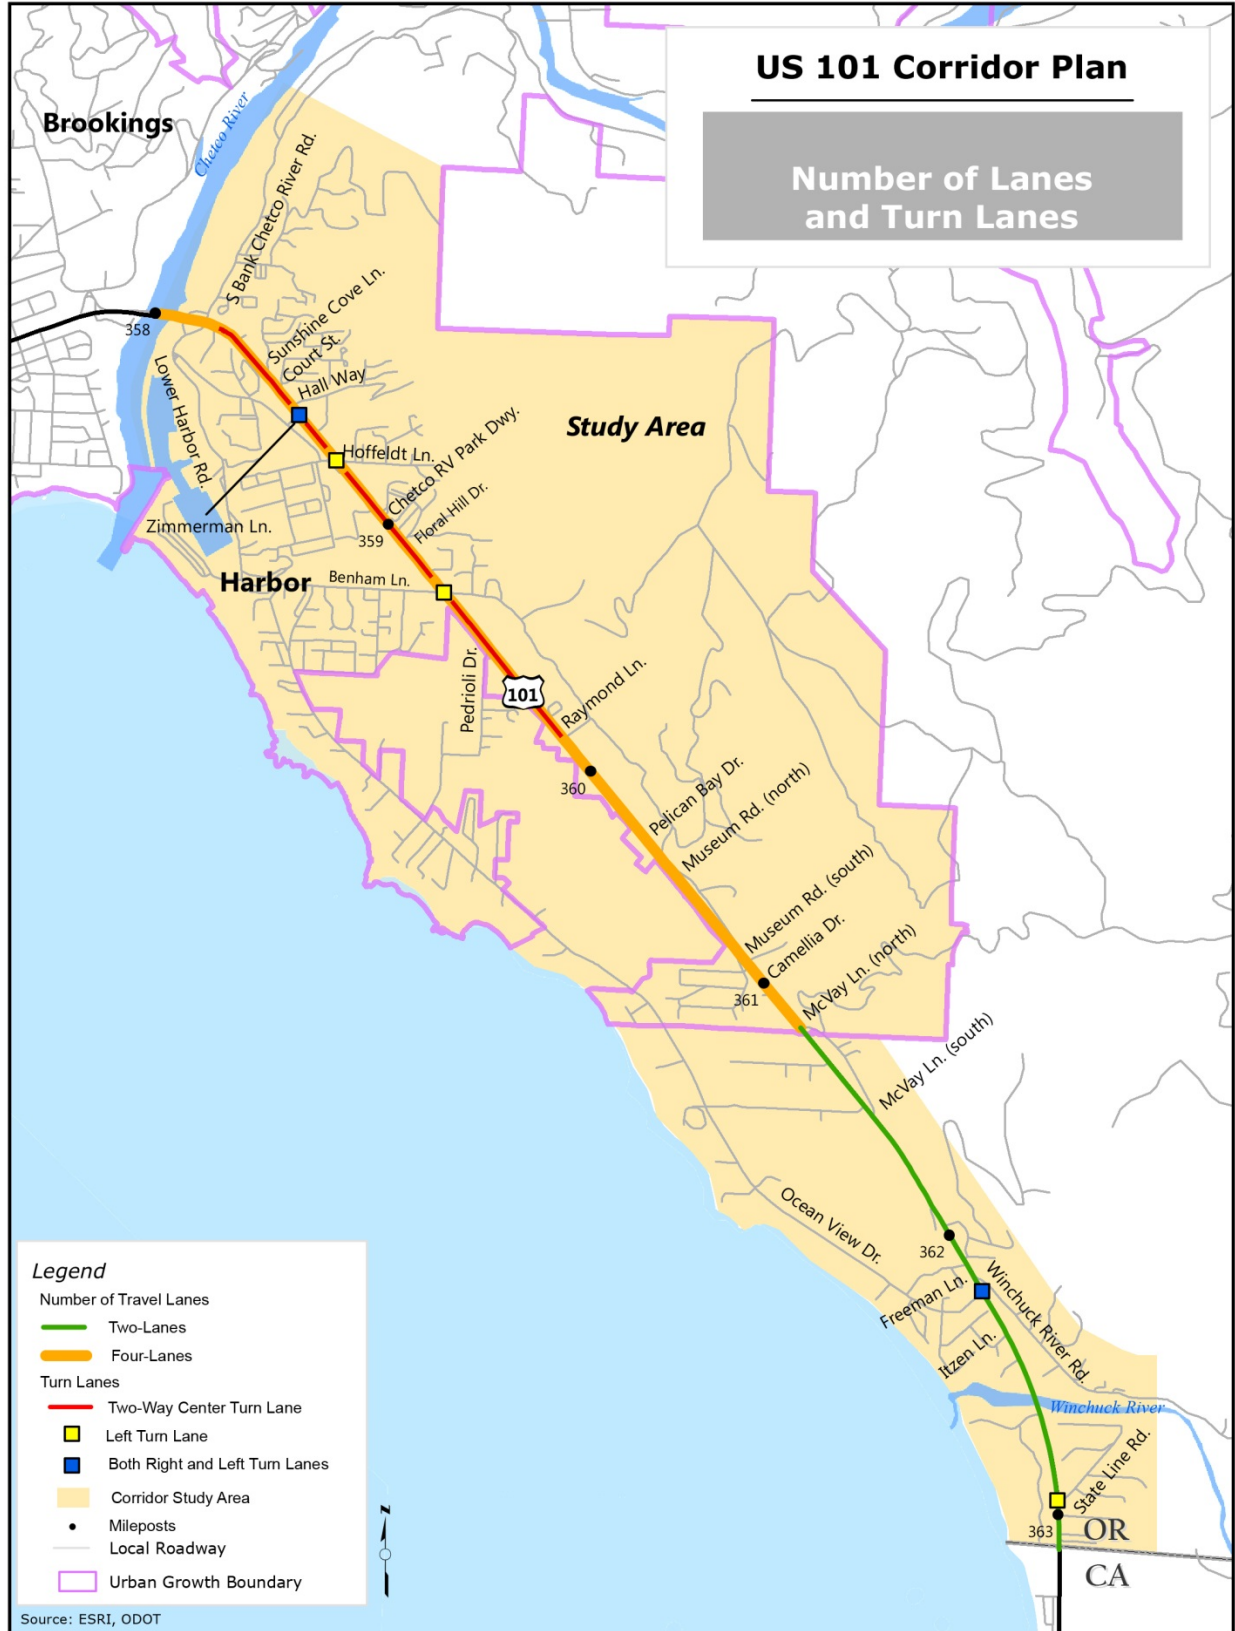 US 101 Corridor Plan
Number of Lanes
and Turn Lanes
Brookings
Chetco River
S Bank Chetco River Rd.
358
Sunshine Cove Ln.
Court St.
Hall Way
Lower Harbor Rd.
Study Area
Hoffeldt Ln.
Chetco RV Park Dwy.
Zimmerman Ln.
359
Floral Hill Dr.
Harbor
Benham Ln.
Pedrioli Dr.
101
Raymond Ln.
360
Pelican Bay Dr.
Museum Rd. (north)
Museum Rd. (south)
Camellia Dr.
361
McVay Ln. (north)
McVay Ln. (south)
Ocean View Dr.
362
Freeman Ln.
Winchuck River Rd.
Itzen Ln.
Winchuck River
State Line Rd.
363
OR
CA
Legend
Number of Travel Lanes
Two-Lanes
Four-Lanes
Turn Lanes
Two-Way Center Turn Lane
Left Turn Lane
Both Right and Left Turn Lanes
Corridor Study Area
Mileposts
Local Roadway
Urban Growth Boundary
Source: ESRI, ODOT
z